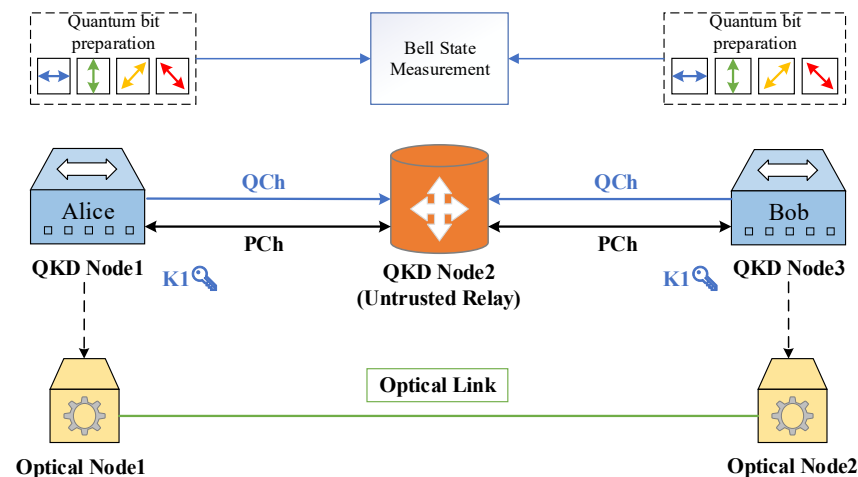 Quantum bit
preparation
Bell State
Measurement
Quantum bit
preparation
QCh
QCh
Alice
Bob
PCh
PCh
QKD Node1
QKD Node2
(Untrusted Relay)
QKD Node3
K1
K1
Optical Link
Optical Node1
Optical Node2